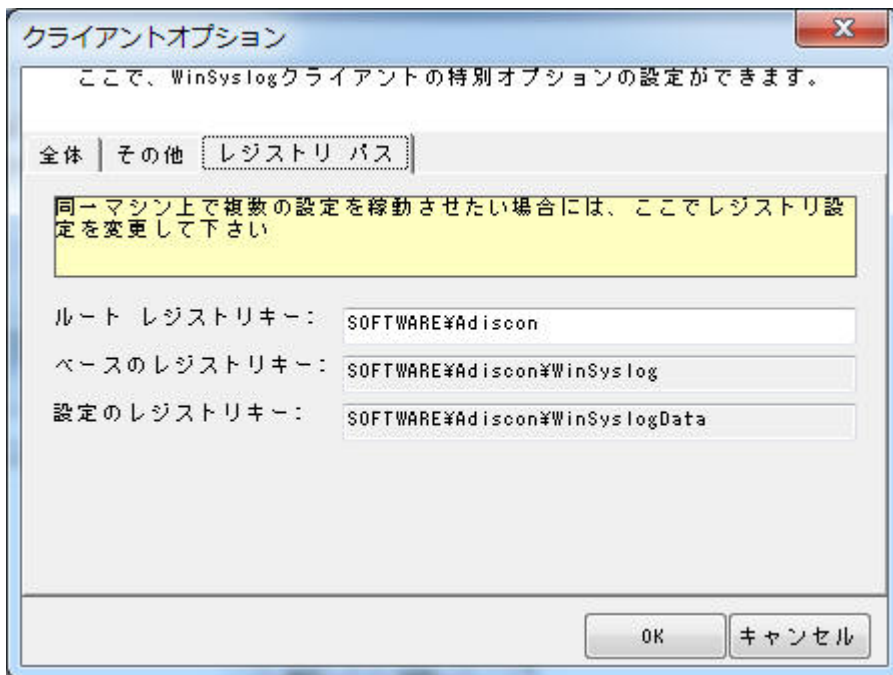 クライアントオプション
ここで、WinSyslogクライアントの特別オプションの設定ができます。
全体 その他 レジストリ パス
同一マシン上で複数の設定を稼動させたい場合には、ここでレジストリ設
定を変更して下さい
ルート レジストリキー: SOFTWARE¥Adiscon
ベースのレジストリキー: SOFTWARE¥Adiscon¥WinSyslog
設定のレジストリキー: SOFTWARE¥Adiscon¥WinSyslogData
OK キャンセル